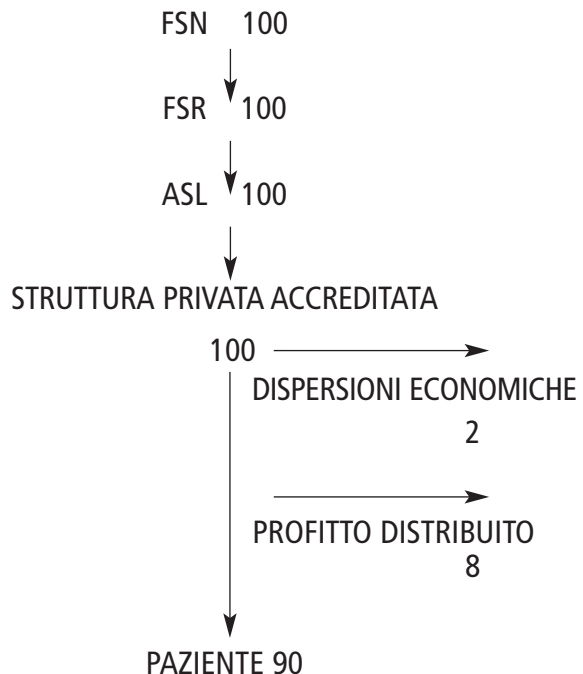 FSN 100
FSR 100
ASL 100
STRUTTURA PRIVATA ACCREDITATA
100
DISPERSIONI ECONOMICHE
2
PROFITTO DISTRIBUITO
8
PAZIENTE 90